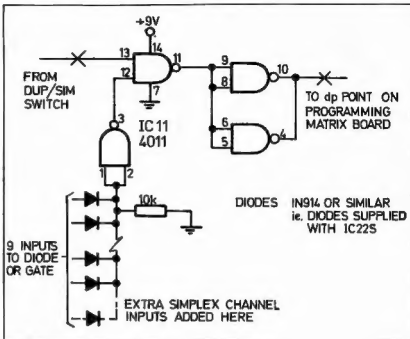 +9V
13
14
11
9
8
10
12
7
FROM
DUP/SIM
SWITCH
TO dp POINT ON
PROGRAMMING
MATRIX BOARD
3
IC 11
4011
6
5
4
1
2
10k
DIODES IN914 OR SIMILAR
ie. DIODES SUPPLIED
WITH IC22S
9 INPUTS
TO DIODE
OR GATE
EXTRA SIMPLEX CHANNEL
INPUTS ADDED HERE